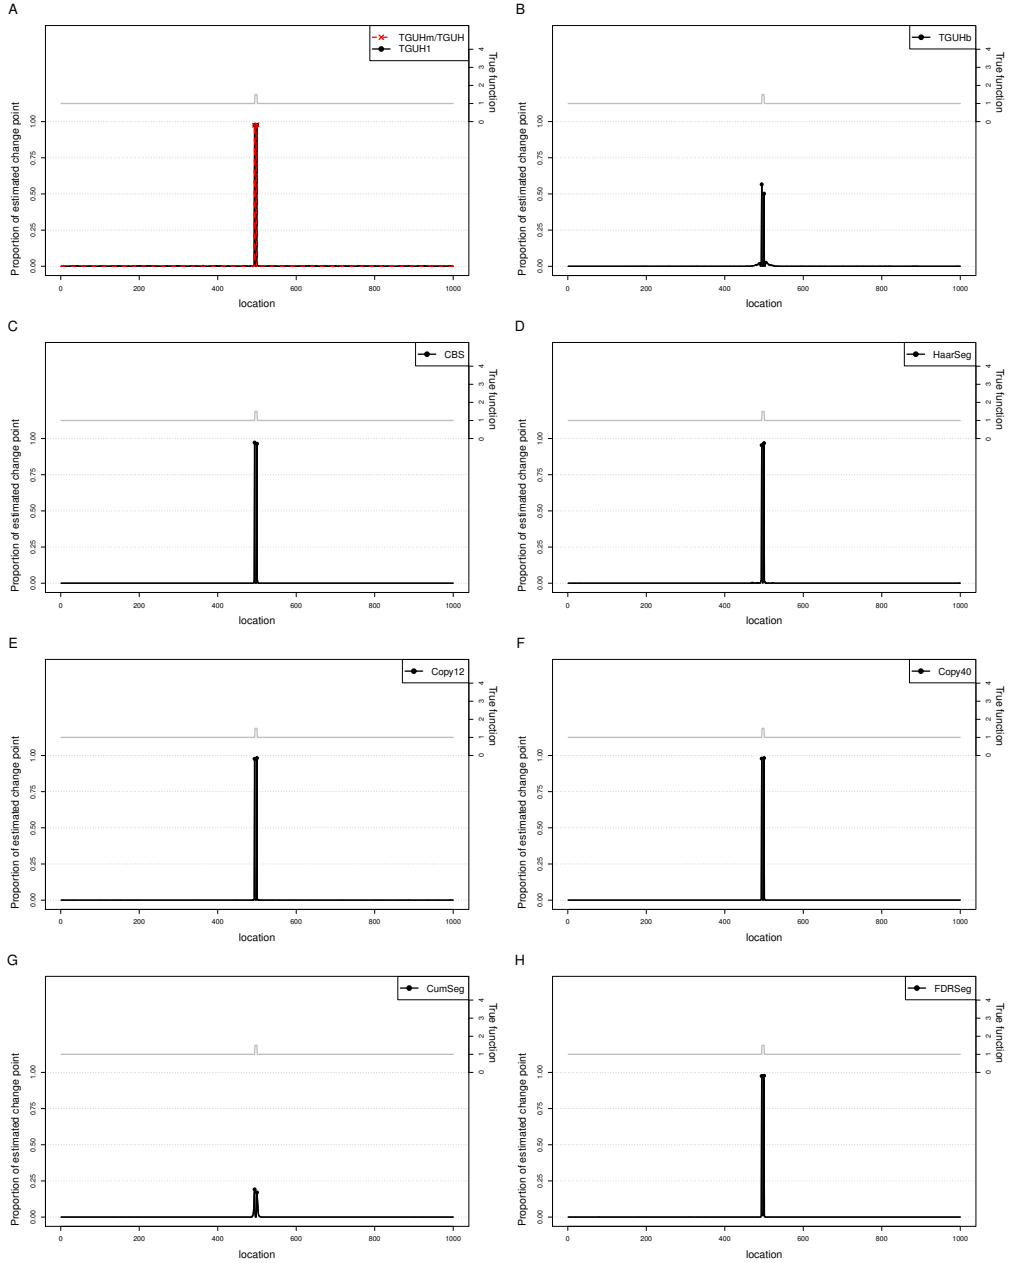 A
TGUHm/TGUH
TGUH1
Proportion of estimated change point
0.00 0.25 0.50 0.75 1.00
0 1 2 3 4
True function
0 200 400 600 800 1000
location
B
TGUHb
Proportion of estimated change point
0.00 0.25 0.50 0.75 1.00
0 1 2 3 4
True function
0 200 400 600 800 1000
location
C
CBS
Proportion of estimated change point
0.00 0.25 0.50 0.75 1.00
0 1 2 3 4
True function
0 200 400 600 800 1000
location
D
HaarSeg
Proportion of estimated change point
0.00 0.25 0.50 0.75 1.00
0 1 2 3 4
True function
0 200 400 600 800 1000
location
E
Copy12
Proportion of estimated change point
0.00 0.25 0.50 0.75 1.00
0 1 2 3 4
True function
0 200 400 600 800 1000
location
F
Copy40
Proportion of estimated change point
0.00 0.25 0.50 0.75 1.00
0 1 2 3 4
True function
0 200 400 600 800 1000
location
G
CumSeg
Proportion of estimated change point
0.00 0.25 0.50 0.75 1.00
0 1 2 3 4
True function
0 200 400 600 800 1000
location
H
FDRSeg
Proportion of estimated change point
0.00 0.25 0.50 0.75 1.00
0 1 2 3 4
True function
0 200 400 600 800 1000
location